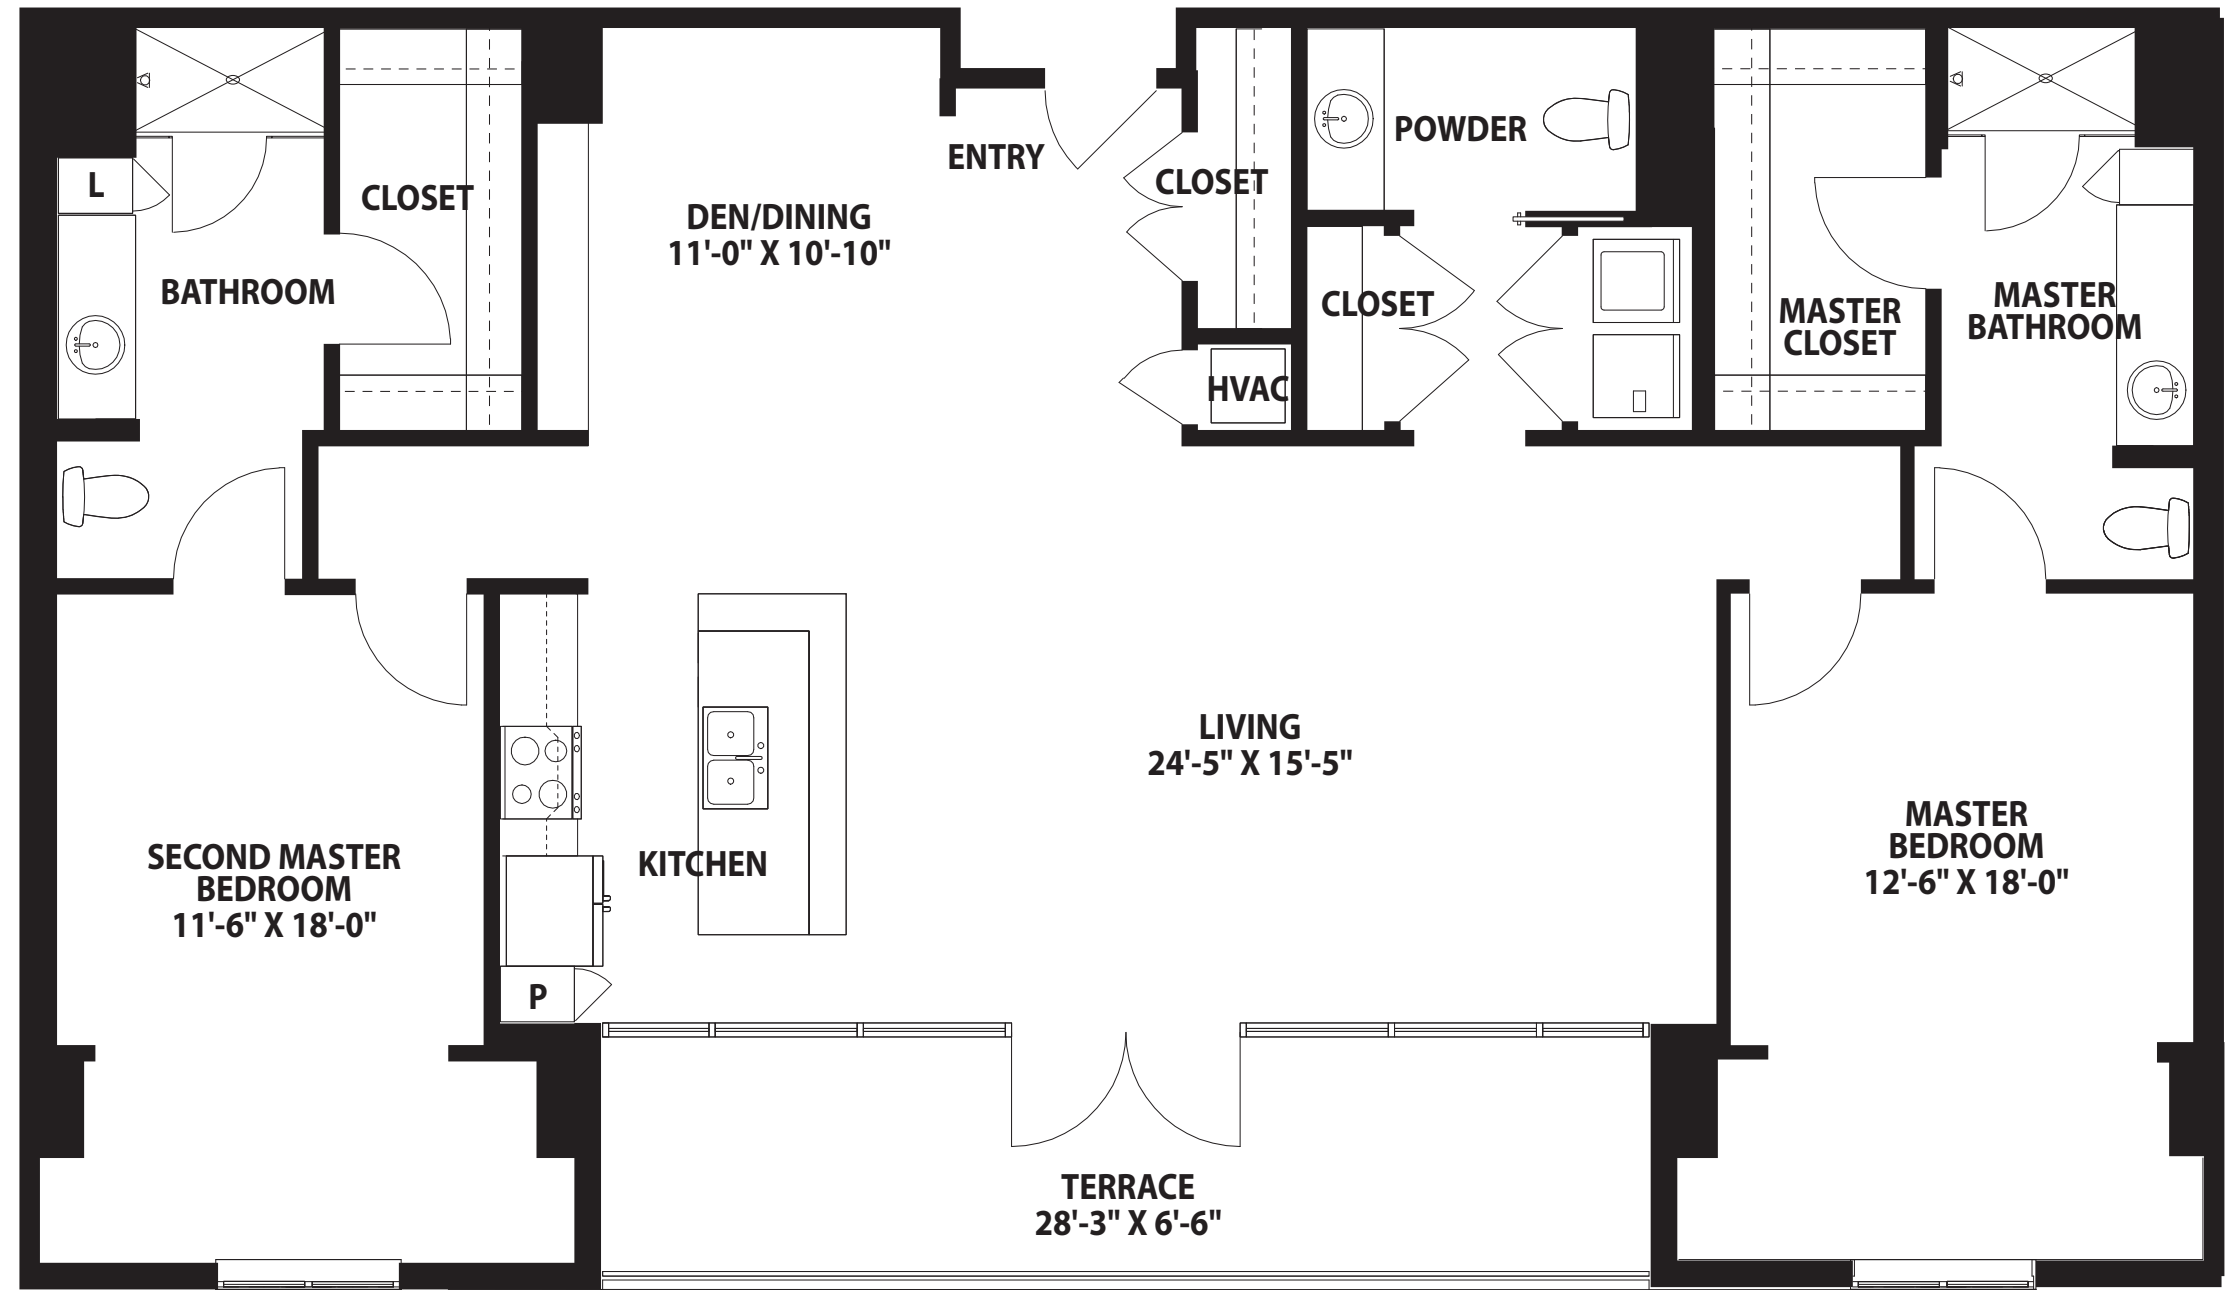 POWDER
ENTRY
CLOSET
L
CLOSET
DEN/DINING
11'-0" X 10'-10"
BATHROOM
CLOSET
MASTER
CLOSET
MASTER
BATHROOM
HVAC
LIVING
24'-5" X 15'-5"
MASTER
BEDROOM
12'-6" X 18'-0"
SECOND MASTER
BEDROOM
11'-6" X 18'-0"
KITCHEN
P
TERRACE
28'-3" X 6'-6"